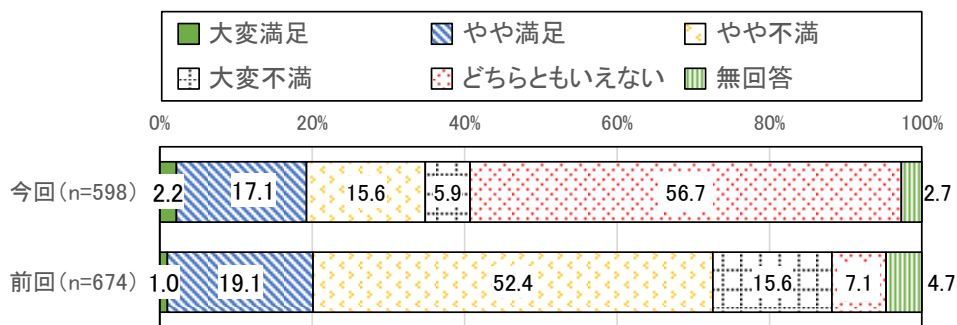 大変満足 やや満足 やや不満
大変不満 どちらともいえない 無回答
0% 20% 40% 60% 80% 100%
今回(n=598) 2.2 17.1 15.6 5.9 56.7 2.7
前回(n=674) 1.0 19.1 52.4 15.6 7.1 4.7